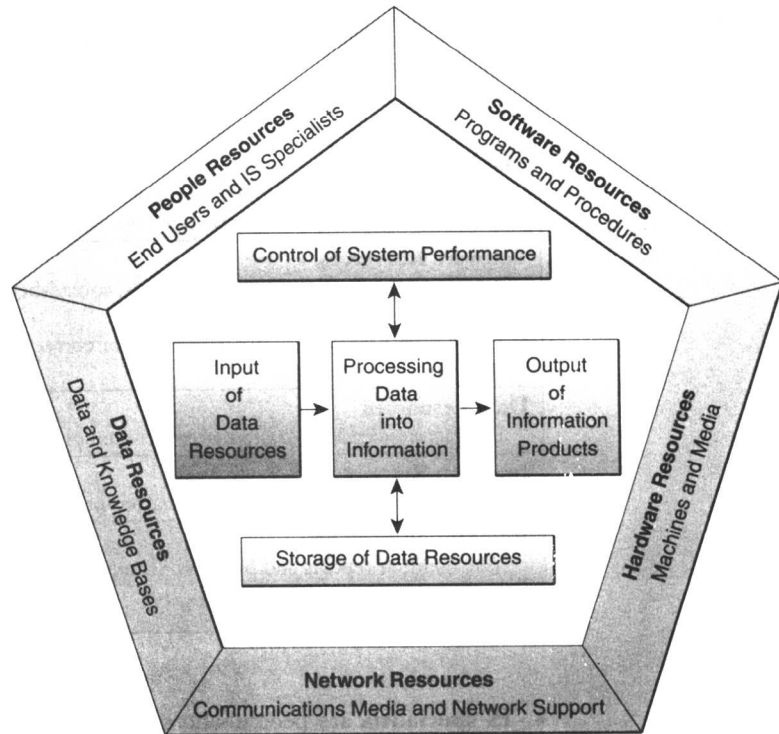 People Resources
End Users and IS Specialists
Software Resources
Programs and Procedures
Control of System Performance
Input
of
Data
Resources
Processing
Data
into
Information
Output
of
Information
Products
Storage of Data Resources
Data Resources
Data and Knowledge Bases
Hardware Resources
Machines and Media
Network Resources
Communications Media and Network Support